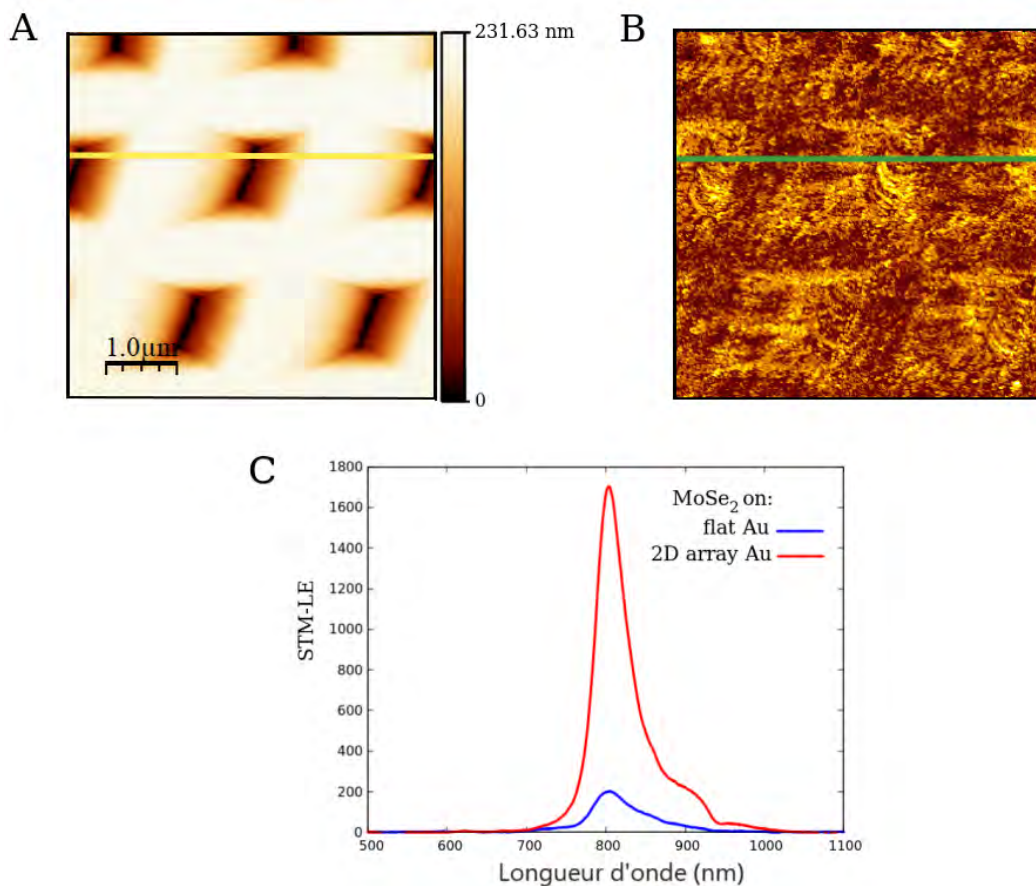 A
231.63 nm
B
1.0μm
0
C
1800
1600
1400
1200
1000
800
600
400
200
0
STM-LE
MoSe₂ on:
flat Au
2D array Au
500 600 700 800 900 1000 1100
Longueur d'onde (nm)